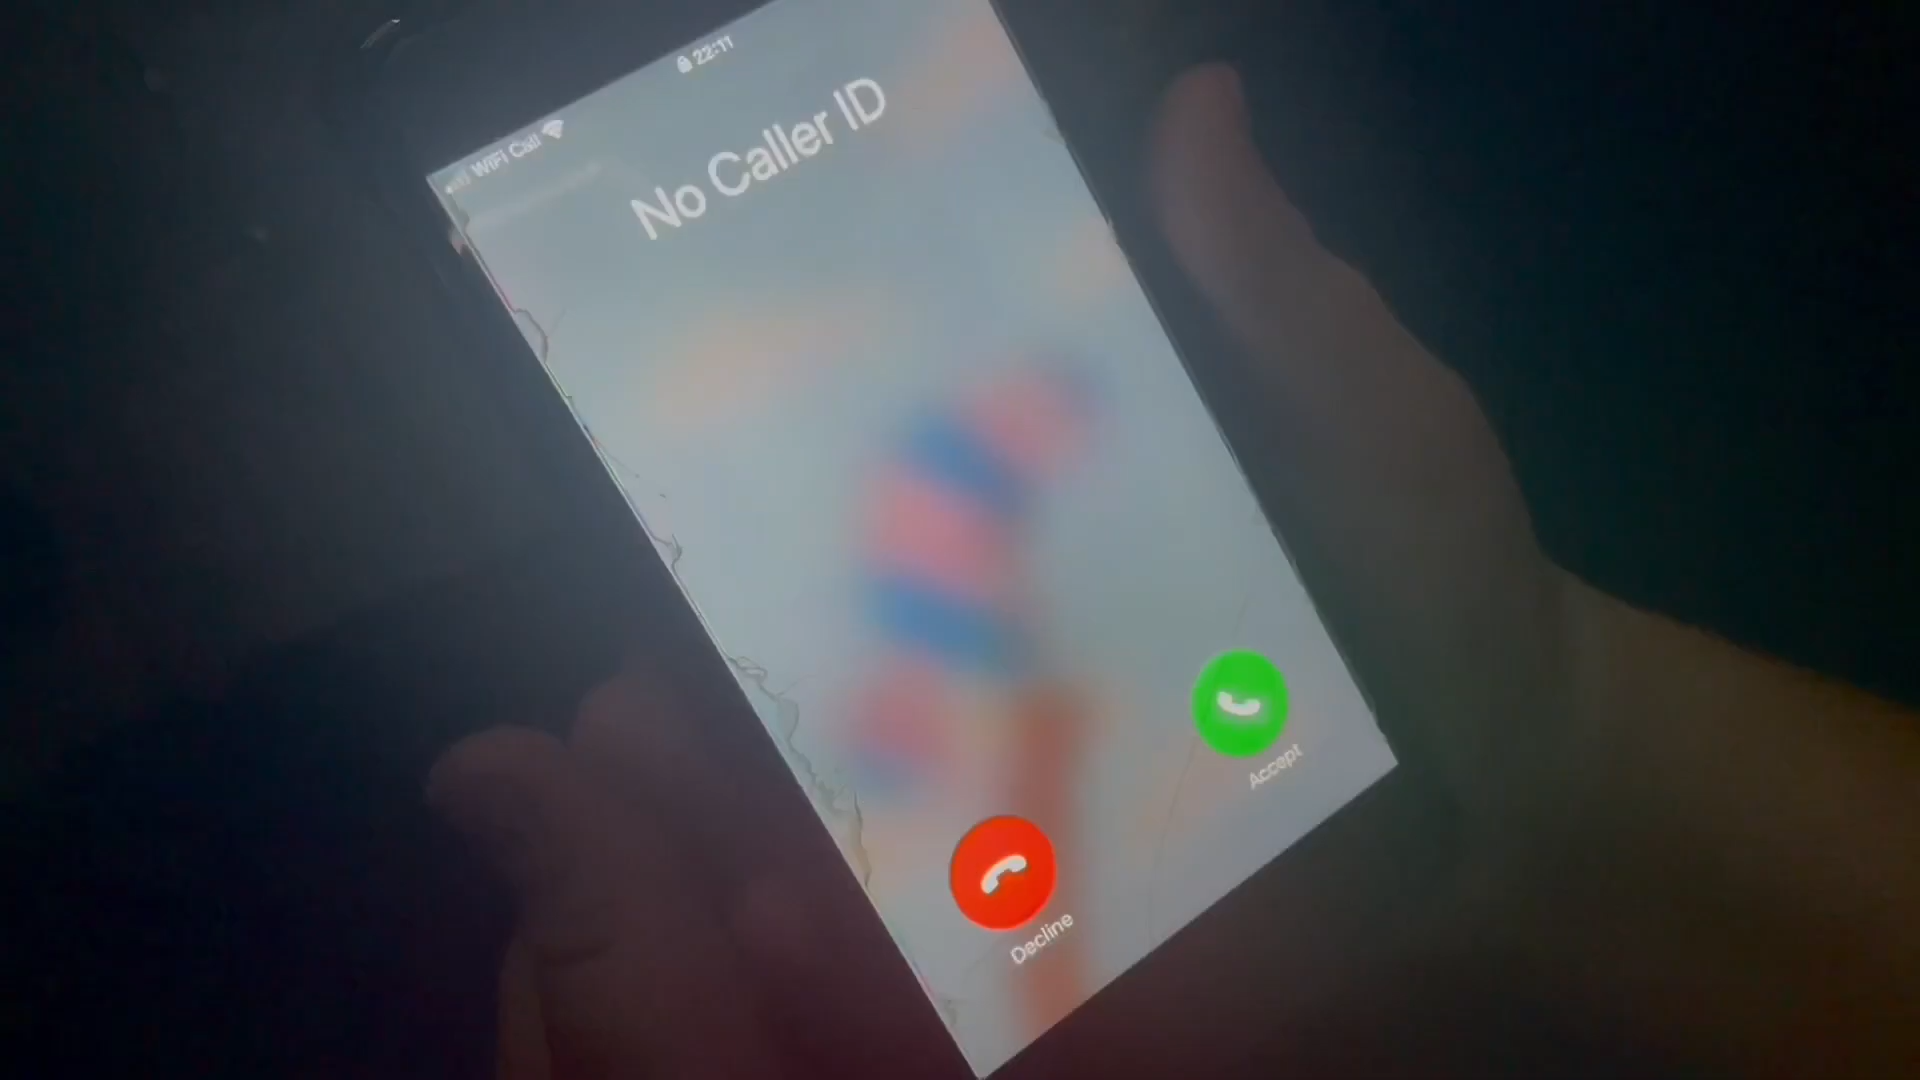 WiFi Call
22:11
No Caller ID
Accept
Decline